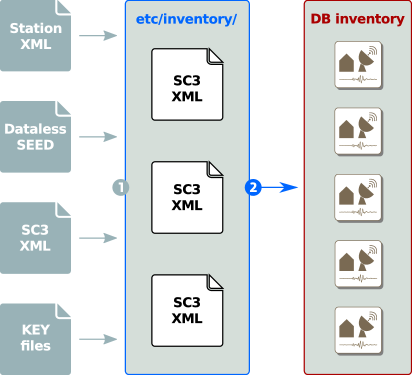 etc/inventory/
DB inventory
Station
XML
Dataless
SEED
SC3
XML
KEY
files
SC3
XML
SC3
XML
SC3
XML
1
2